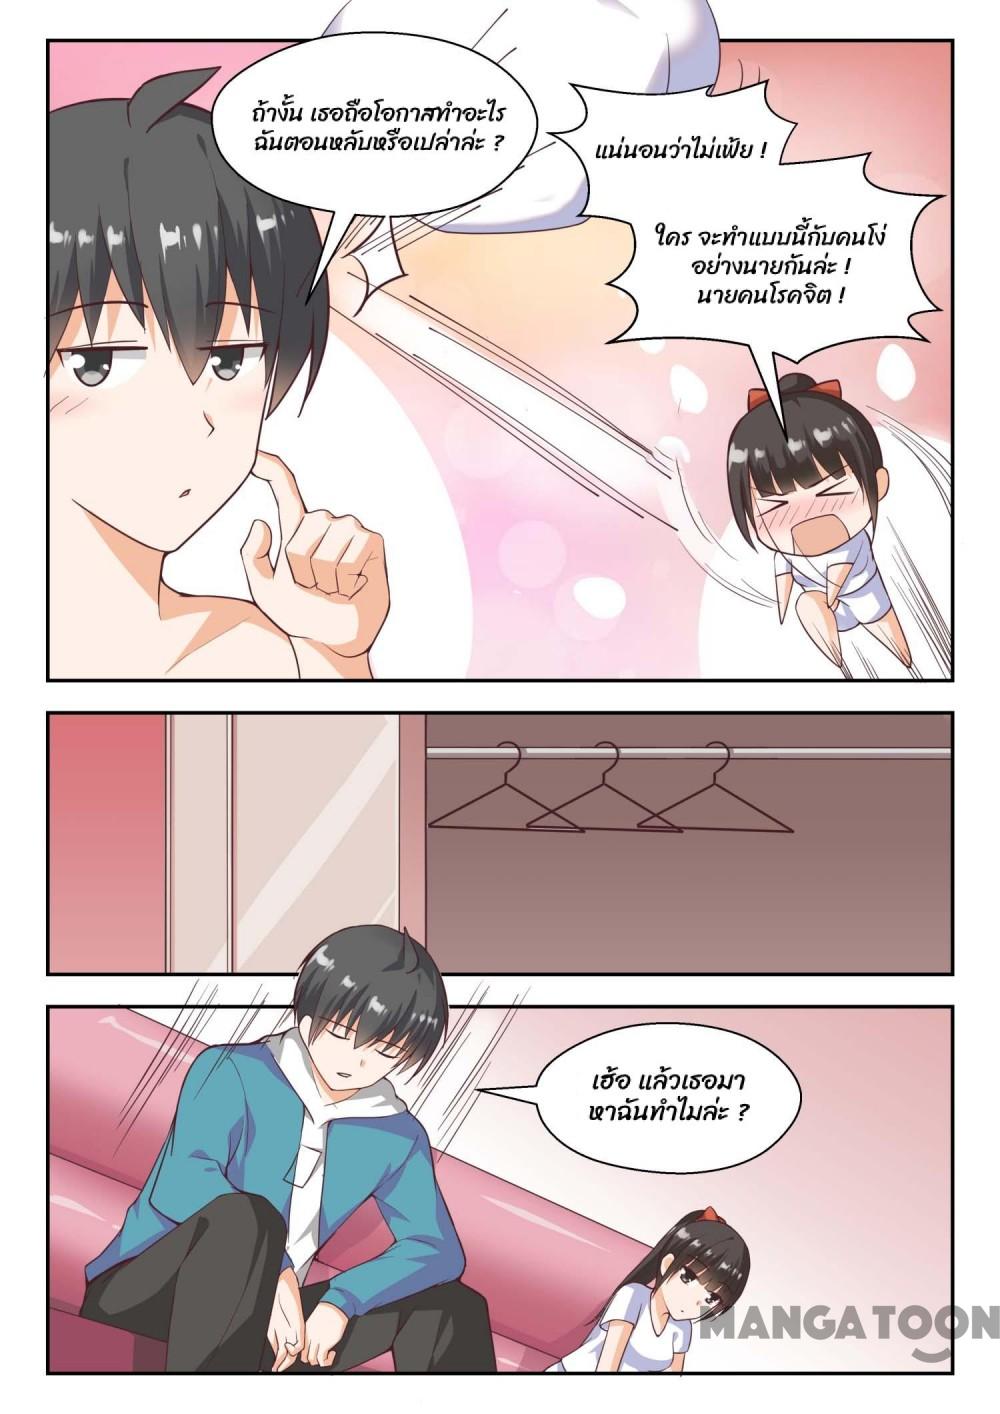 ถ้างั้น เธอถือโอกาสทำอะไร
ฉันตอนหลับหรือเปล่าล่ะ ?
แน่นอนว่าไม่เฟ้ย !
ใคร จะทำแบบนี้กับคนโง่
อย่างนายกันล่ะ !
นายคนโรคจิต !
เฮ้อ แล้วเธอมา
หาฉันทำไมล่ะ ?
MANGATOON